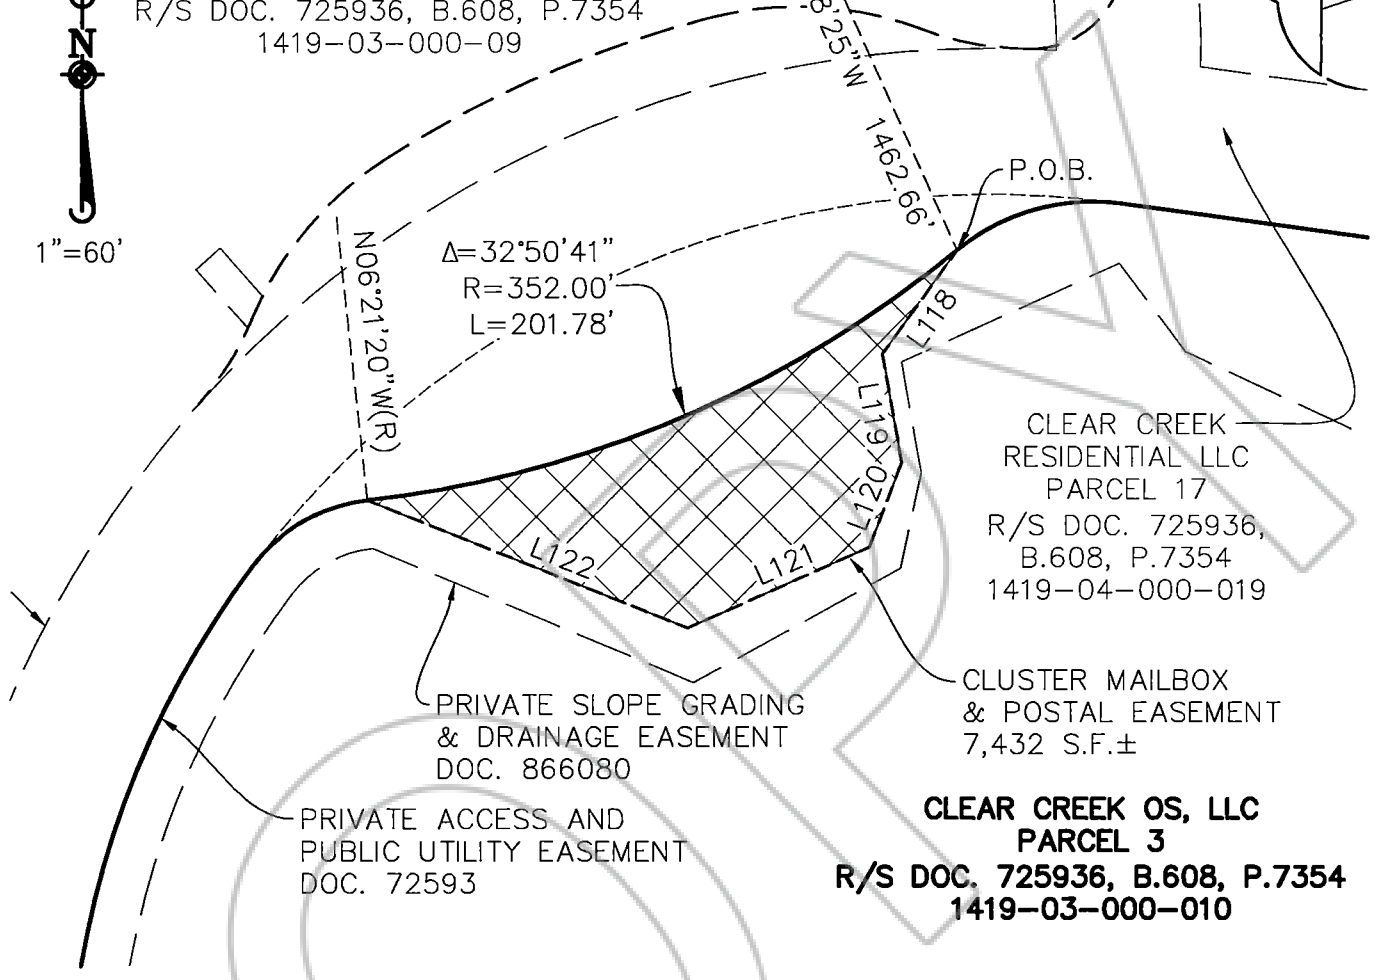 R/S DOC. 725936, B.608, P.7354
1419-03-000-09
N
1"=60'
8'25"W 1462.66'
P.O.B.
N06°21'20"W(R)
Δ=32°50'41"
R=352.00'
L=201.78'
L118
L119
L120
L121
L122
CLEAR CREEK
RESIDENTIAL LLC
PARCEL 17
R/S DOC. 725936,
B.608, P.7354
1419-04-000-019
PRIVATE SLOPE GRADING
& DRAINAGE EASEMENT
DOC. 866080
CLUSTER MAILBOX
& POSTAL EASEMENT
7,432 S.F.±
PRIVATE ACCESS AND
PUBLIC UTILITY EASEMENT
DOC. 72593
CLEAR CREEK OS, LLC
PARCEL 3
R/S DOC. 725936, B.608, P.7354
1419-03-000-010